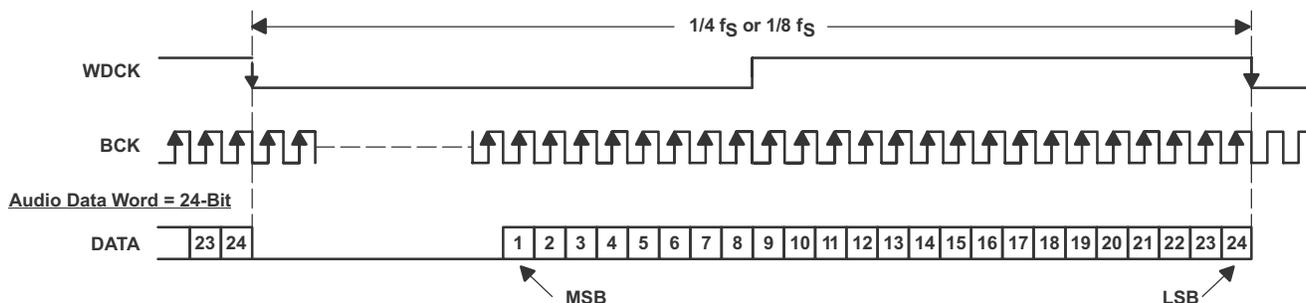 1/4 fS or 1/8 fS
WDCK
BCK
Audio Data Word = 24-Bit
DATA 23 24 1 2 3 4 5 6 7 8 9 10 11 12 13 14 15 16 17 18 19 20 21 22 23 24
MSB LSB